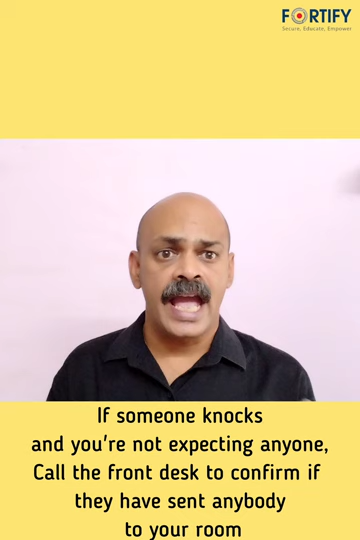 FORTIFY
Secure, Educate, Empower
If someone knocks
and you're not expecting anyone,
Call the front desk to confirm if
they have sent anybody
to your room